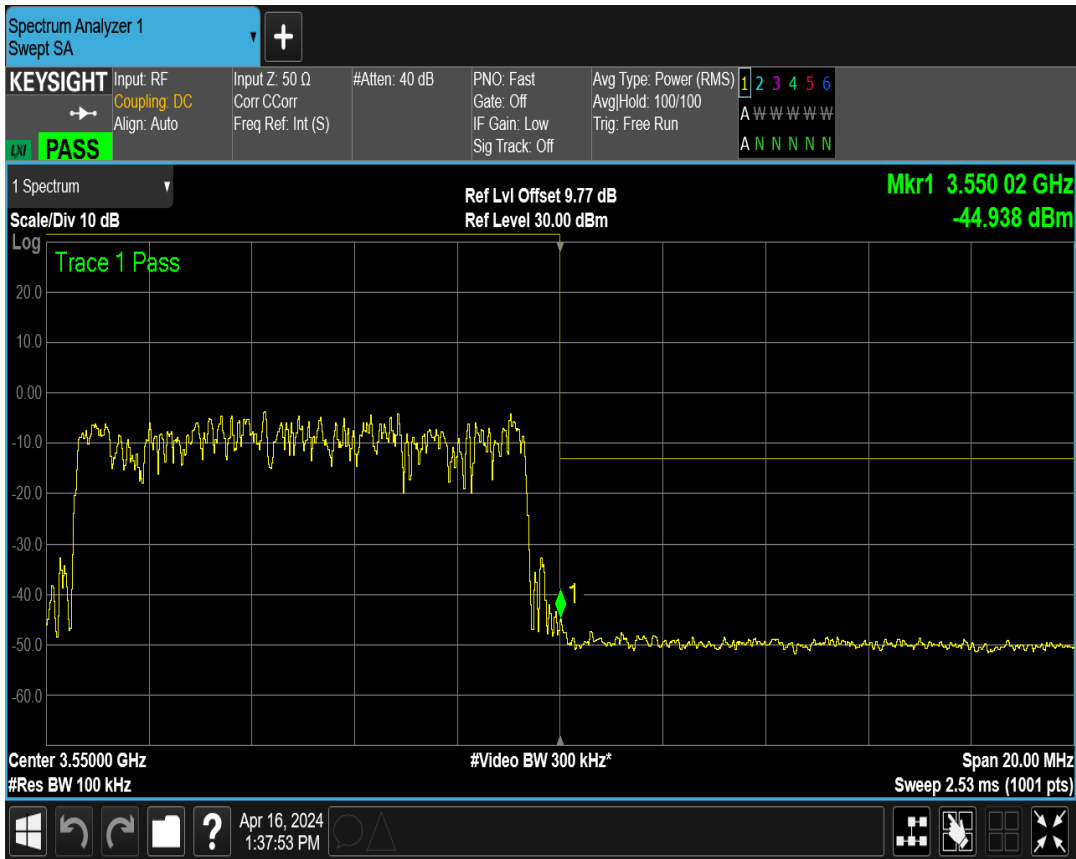 Spectrum Analyzer 1
Swept SA
+
KEYSIGHT
LXI PASS
Input: RF
Coupling: DC
Align: Auto
Input Z: 50 Ω
Corr CCorr
Freq Ref: Int (S)
#Atten: 40 dB
PNO: Fast
Gate: Off
IF Gain: Low
Sig Track: Off
Avg Type: Power (RMS)
Avg|Hold: 100/100
Trig: Free Run
1 2 3 4 5 6
A W W W W W
A N N N N N
1 Spectrum
Scale/Div 10 dB
Ref Lvl Offset 9.77 dB
Ref Level 30.00 dBm
Mkr1 3.550 02 GHz
-44.938 dBm
Log
Trace 1 Pass
20.0
10.0
0.00
-10.0
-20.0
-30.0
-40.0
1
-50.0
-60.0
Center 3.55000 GHz
#Video BW 300 kHz*
Span 20.00 MHz
#Res BW 100 kHz
Sweep 2.53 ms (1001 pts)
?
Apr 16, 2024
1:37:53 PM